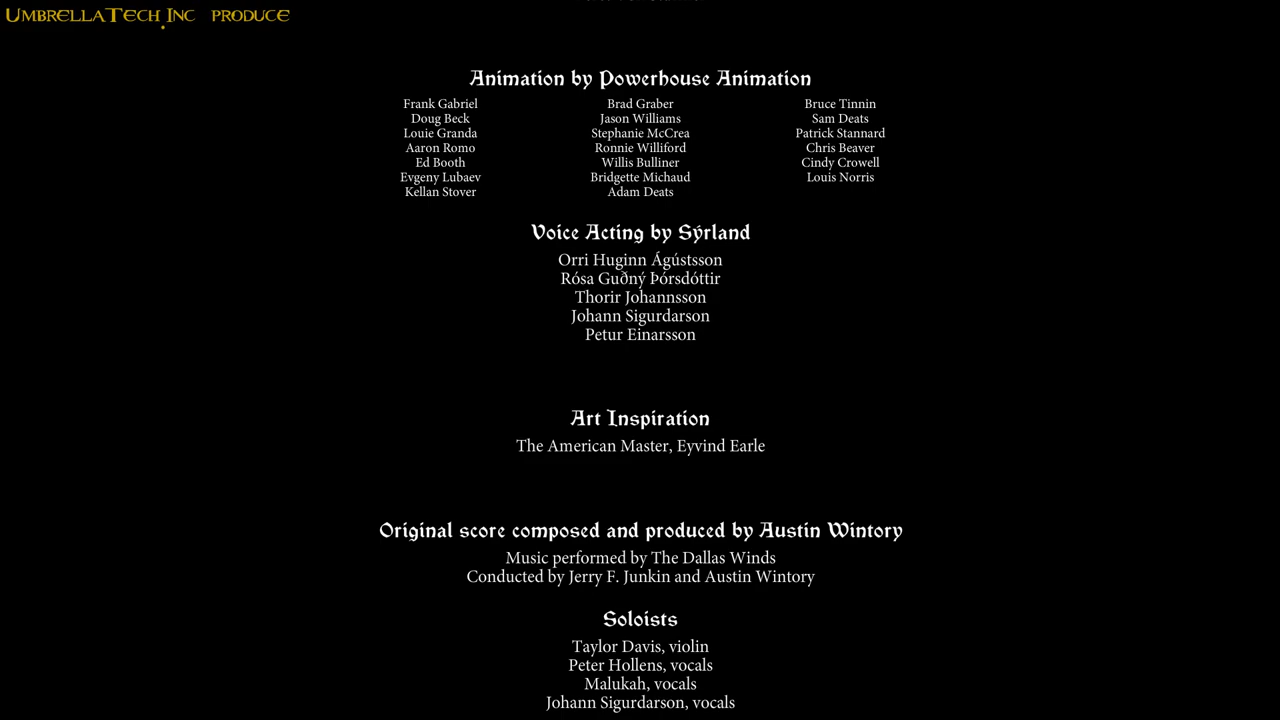 UmbrellaTech.Inc produce
Animation by Powerhouse Animation
Frank Gabriel Brad Graber Bruce Tinnin
Doug Beck Jason Williams Sam Deats
Louie Granda Stephanie McCrea Patrick Stannard
Aaron Romo Ronnie Williford Chris Beaver
Ed Booth Willis Bulliner Cindy Crowell
Evgeny Lubaev Bridgette Michaud Louis Norris
Kellan Stover Adam Deats
Voice Acting by Sýrland
Orri Huginn Ágústsson
Rósa Guðný Þórsdóttir
Thorir Johannsson
Johann Sigurdarson
Petur Einarsson
Art Inspiration
The American Master, Eyvind Earle
Original score composed and produced by Austin Wintory
Music performed by The Dallas Winds
Conducted by Jerry F. Junkin and Austin Wintory
Soloists
Taylor Davis, violin
Peter Hollens, vocals
Malukah, vocals
Johann Sigurdarson, vocals